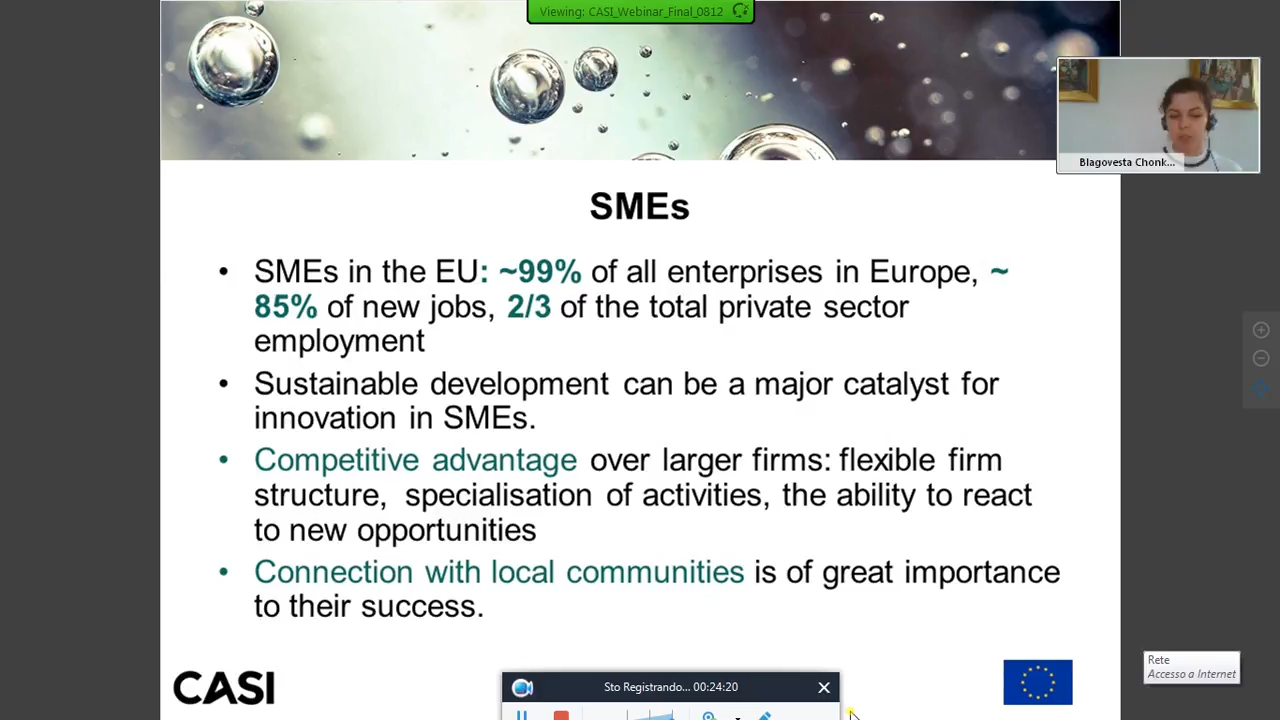 Viewing: CASI_Webinar_Final_0812
Blagovesta Chonk...
SMEs
• SMEs in the EU: ~99% of all enterprises in Europe, ~
85% of new jobs, 2/3 of the total private sector
employment
• Sustainable development can be a major catalyst for
innovation in SMEs.
• Competitive advantage over larger firms: flexible firm
structure, specialisation of activities, the ability to react
to new opportunities
• Connection with local communities is of great importance
to their success.
CASI
Sto Registrando... 00:24:20
Rete
Accesso a Internet